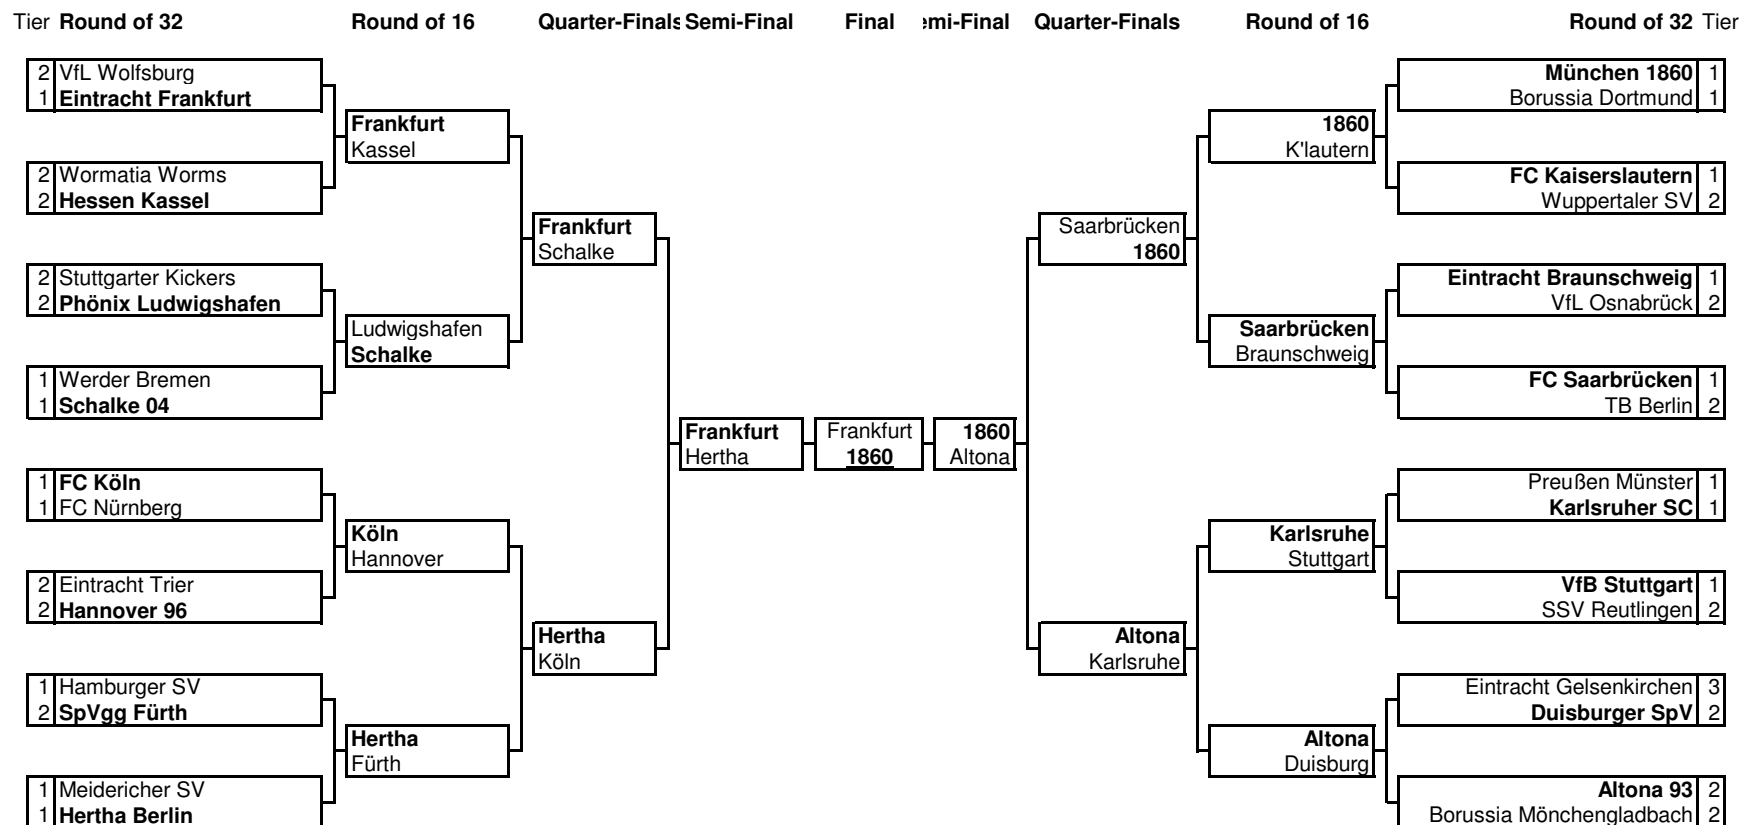 Tier Round of 32 Round of 16 Quarter-Finals Semi-Final Final emi-Final Quarter-Finals Round of 16 Round of 32 Tier
2 VfL Wolfsburg
1 Eintracht Frankfurt
2 Wormatia Worms
2 Hessen Kassel
2 Stuttgarter Kickers
2 Phönix Ludwigshafen
1 Werder Bremen
1 Schalke 04
1 FC Köln
1 FC Nürnberg
2 Eintracht Trier
2 Hannover 96
1 Hamburger SV
2 SpVgg Fürth
1 Meidericher SV
1 Hertha Berlin
Frankfurt
Kassel
Ludwigshafen
Schalke
Köln
Hannover
Hertha
Fürth
Frankfurt
Schalke
Hertha
Köln
Frankfurt
Hertha
Frankfurt
1860
1860
Altona
Saarbrücken
1860
Altona
Karlsruhe
1860
K'lautern
Saarbrücken
Braunschweig
Karlsruhe
Stuttgart
Altona
Duisburg
München 1860 1
Borussia Dortmund 1
FC Kaiserslautern 1
Wuppertaler SV 2
Eintracht Braunschweig 1
VfL Osnabrück 2
FC Saarbrücken 1
TB Berlin 2
Preußen Münster 1
Karlsruher SC 1
VfB Stuttgart 1
SSV Reutlingen 2
Eintracht Gelsenkirchen 3
Duisburger SpV 2
Altona 93 2
Borussia Mönchengladbach 2